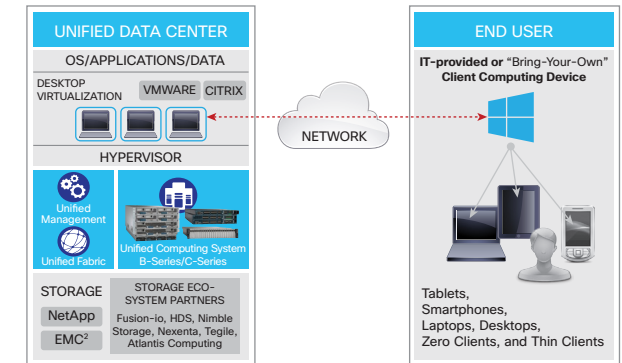 UNIFIED DATA CENTER
OS/APPLICATIONS/DATA
DESKTOP
VIRTUALIZATION
VMWARE
CITRIX
HYPERVISOR
Unified
Management
Unified Fabric
Unified Computing System
B-Series/C-Series
STORAGE
NetApp
EMC²
STORAGE ECO-
SYSTEM PARTNERS
Fusion-io, HDS, Nimble
Storage, Nexenta, Tegile,
Atlantis Computing
NETWORK
END USER
IT-provided or “Bring-Your-Own”
Client Computing Device
Tablets,
Smartphones,
Laptops, Desktops,
Zero Clients, and Thin Clients